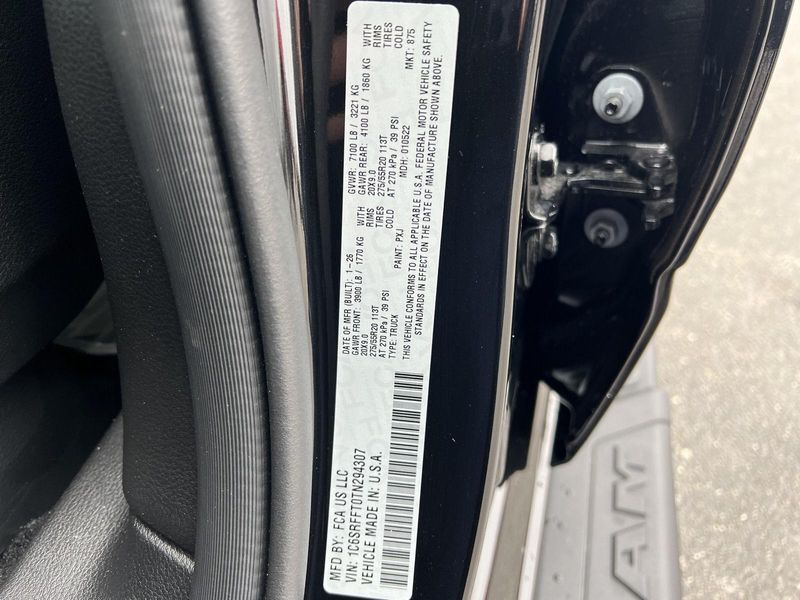 MFD BY: FCA US LLC
VIN: 1C6SRFFT0TN294307
VEHICLE MADE IN: U.S.A.
DATE OF MFR (BUILT): 1-26 GVWR: 7100 LB / 3221 KG
GAWR FRONT: 3900 LB / 1770 KG WITH GAWR REAR: 4100 LB / 1860 KG WITH
20X9.0 RIMS 20X9.0 RIMS
275/55R20 113T TIRES 275/55R20 113T TIRES
AT 270 kPa / 39 PSI COLD AT 270 kPa / 39 PSI COLD
TYPE: TRUCK PAINT: PXJ MDH: 010522 MKT: 875
THIS VEHICLE CONFORMS TO ALL APPLICABLE U.S.A. FEDERAL MOTOR VEHICLE SAFETY
STANDARDS IN EFFECT ON THE DATE OF MANUFACTURE SHOWN ABOVE.
AM